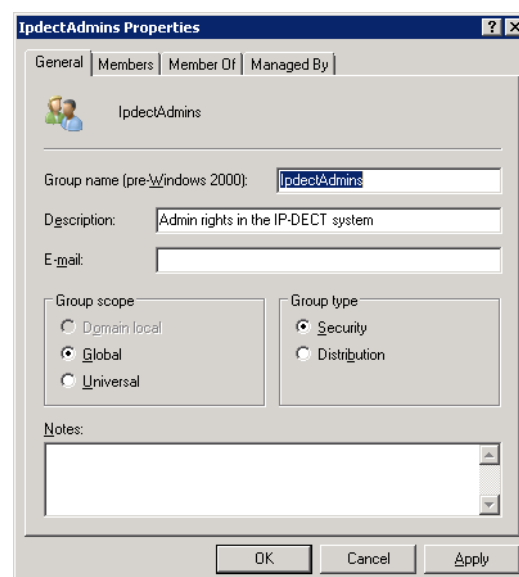 IpdectAdmins Properties
General Members Member Of Managed By
IpdectAdmins
Group name (pre-Windows 2000): IpdectAdmins
Description: Admin rights in the IP-DECT system
E-mail:
Group scope
Domain local
Global
Universal
Group type
Security
Distribution
Notes:
OK Cancel Apply